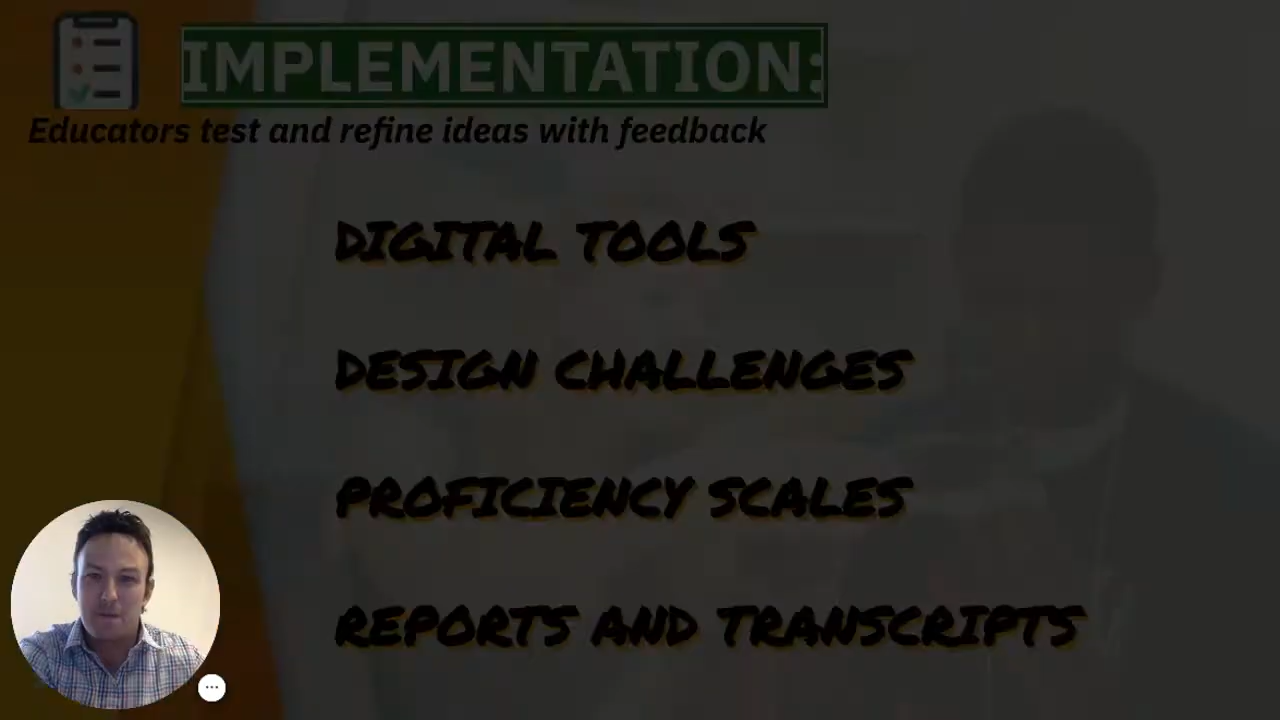 IMPLEMENTATION:
Educators test and refine ideas with feedback
DIGITAL TOOLS
DESIGN CHALLENGES
PROFICIENCY SCALES
REPORTS AND TRANSCRIPTS